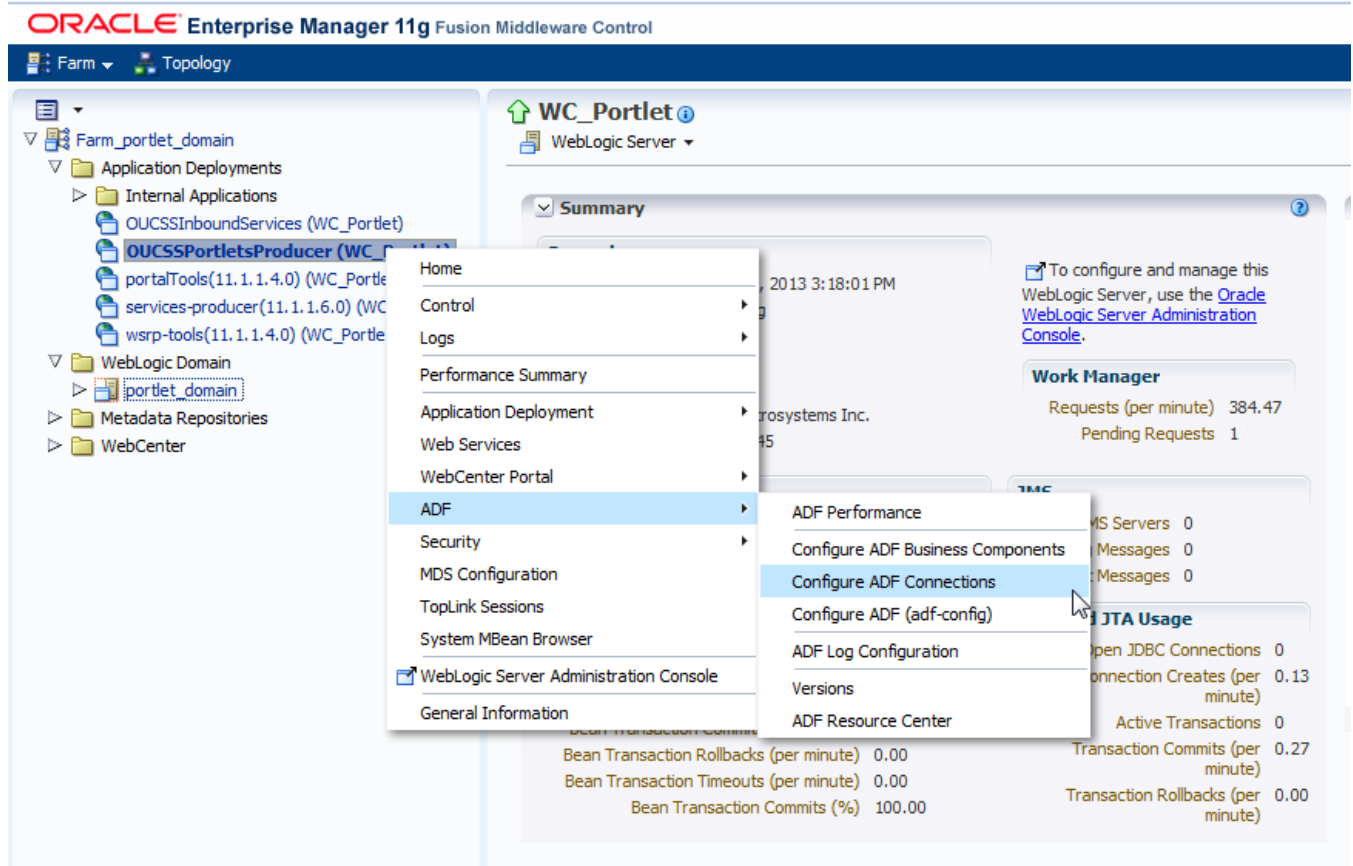 ORACLE Enterprise Manager 11g Fusion Middleware Control
Farm Topology
Farm_portlet_domain
Application Deployments
Internal Applications
OUCSSInboundServices (WC_Portlet)
OUCSSPortletsProducer (WC_Portlet)
portalTools(11.1.1.4.0) (WC_Portle
services-producer(11.1.1.6.0) (WC
wsrp-tools(11.1.1.4.0) (WC_Portle
WebLogic Domain
portlet_domain
Metadata Repositories
WebCenter
WC_Portlet
WebLogic Server
Summary
, 2013 3:18:01 PM
rosystems Inc.
45
Home
Control
Logs
Performance Summary
Application Deployment
Web Services
WebCenter Portal
ADF
Security
MDS Configuration
TopLink Sessions
System MBean Browser
WebLogic Server Administration Console
General Information
ADF Performance
Configure ADF Business Components
Configure ADF Connections
Configure ADF (adf-config)
ADF Log Configuration
Versions
ADF Resource Center
Bean Transaction Rollbacks (per minute) 0.00
Bean Transaction Timeouts (per minute) 0.00
Bean Transaction Commits (%) 100.00
To configure and manage this
WebLogic Server, use the Oracle
WebLogic Server Administration
Console.
Work Manager
Requests (per minute) 384.47
Pending Requests 1
JMS
MS Servers 0
Messages 0
Messages 0
JTA Usage
Open JDBC Connections 0
onnection Creates (per 0.13
minute)
Active Transactions 0
Transaction Commits (per 0.27
minute)
Transaction Rollbacks (per 0.00
minute)